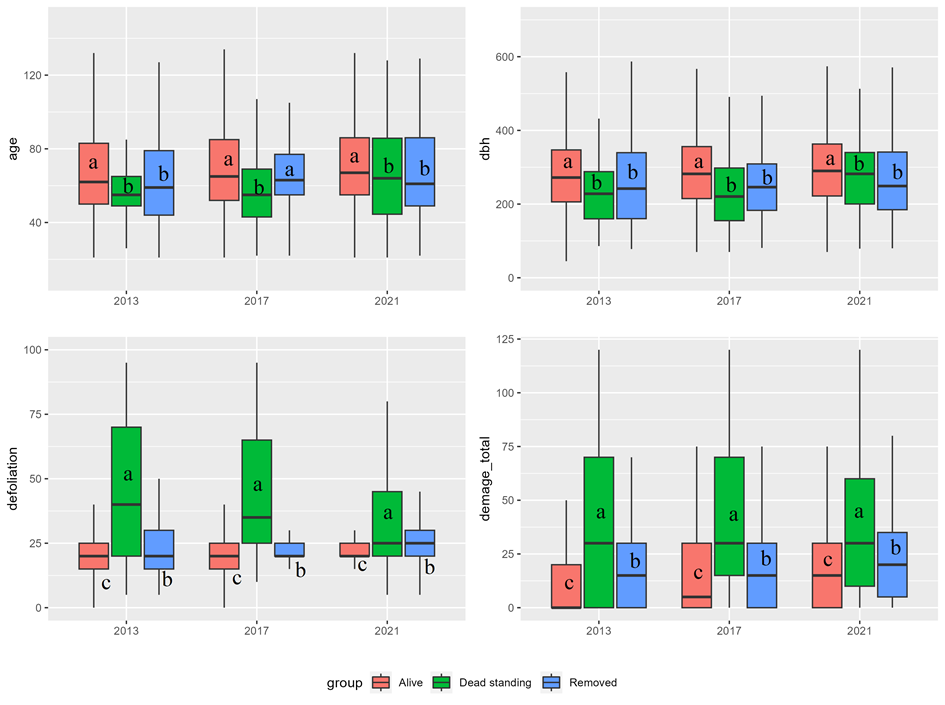 age
120
80
40
a
b
b
a
b
a
a
b
b
2013
2017
2021
dbh
600
400
200
0
a
b
b
a
b
b
a
b
b
2013
2017
2021
defoliation
100
75
50
25
0
a
c
b
a
c
b
a
c
b
2013
2017
2021
demage_total
125
100
75
50
25
0
c
a
b
c
a
b
c
a
b
2013
2017
2021
group Alive Dead standing Removed